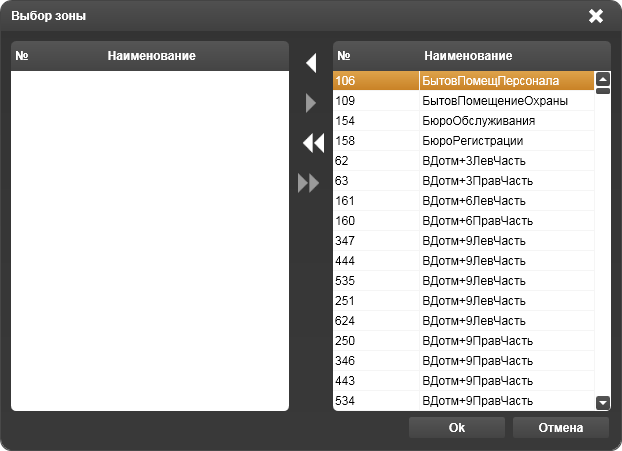 Выбор зоны
№ Наименование
№ Наименование
106 БытовПомещПерсонала
109 БытовПомещениеОхраны
154 БюроОбслуживания
158 БюроРегистрации
62 ВДотм+3ЛевЧасть
63 ВДотм+3ПравЧасть
161 ВДотм+6ЛевЧасть
160 ВДотм+6ПравЧасть
347 ВДотм+9ЛевЧасть
444 ВДотм+9ЛевЧасть
535 ВДотм+9ЛевЧасть
251 ВДотм+9ЛевЧасть
624 ВДотм+9ЛевЧасть
250 ВДотм+9ПравЧасть
346 ВДотм+9ПравЧасть
443 ВДотм+9ПравЧасть
534 ВДотм+9ПравЧасть
Ok Отмена